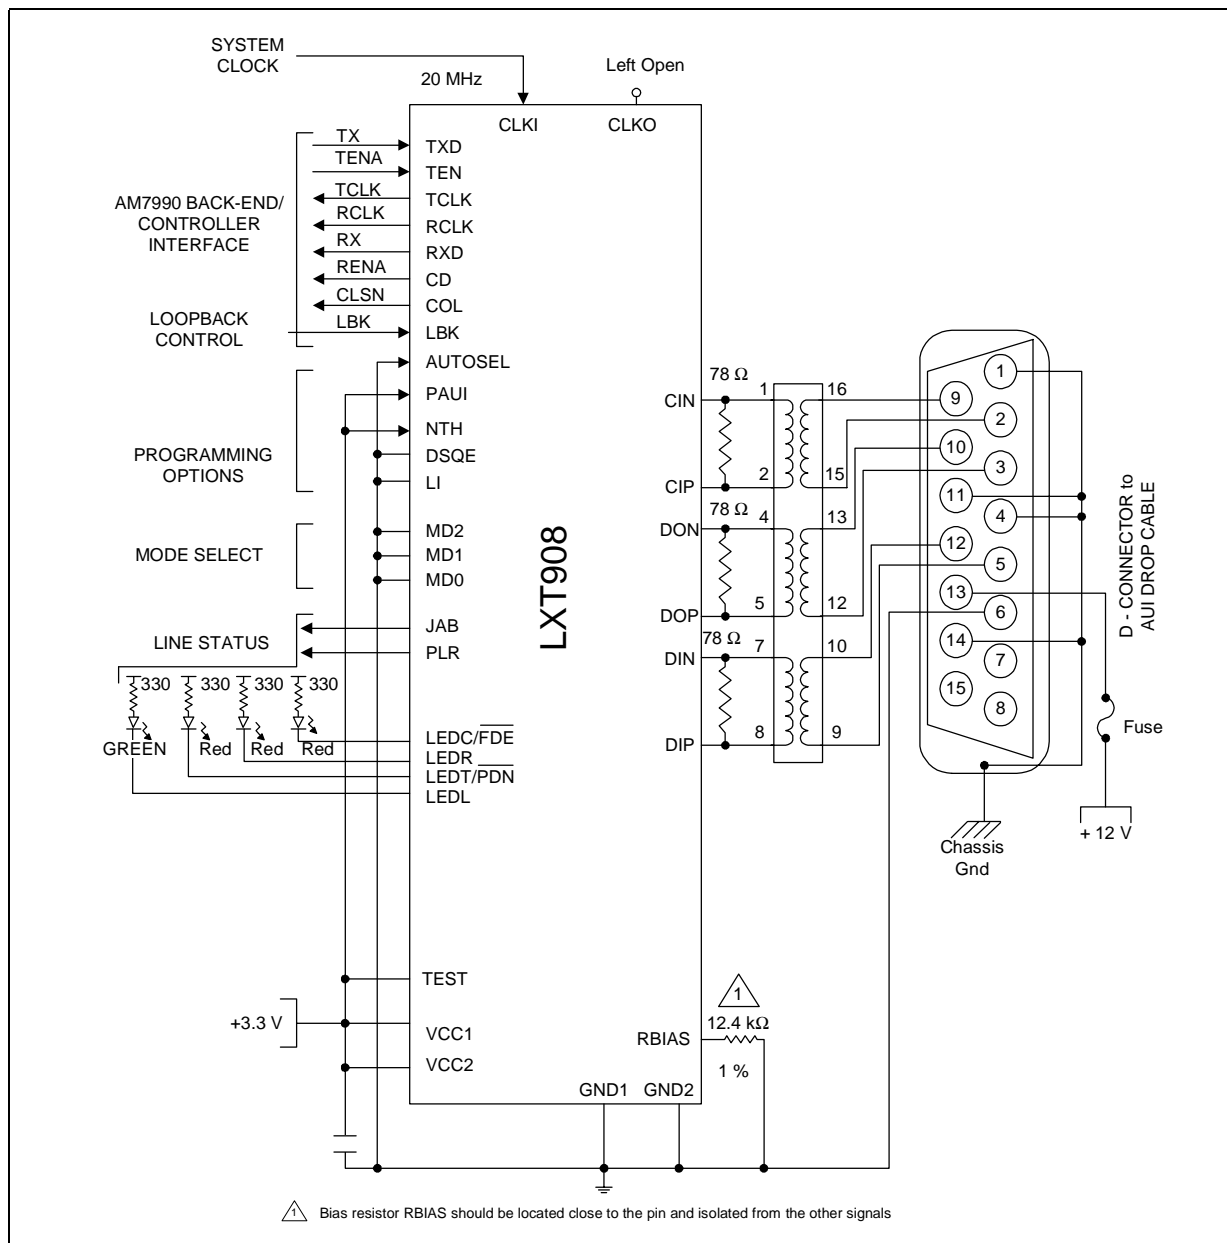 SYSTEM
CLOCK
20 MHz
Left Open
CLKI
CLKO
TX
TXD
TENA
TEN
TCLK
TCLK
RCLK
RCLK
RX
RXD
RENA
CD
CLSN
COL
LBK
LBK
AM7990 BACK-END/
CONTROLLER
INTERFACE
LOOPBACK
CONTROL
AUTOSEL
PAUI
NTH
DSQE
LI
PROGRAMMING
OPTIONS
MD2
MD1
MD0
MODE SELECT
JAB
PLR
LINE STATUS
330
330
330
330
GREEN
Red
Red
Red
LEDC/FDE
LEDR
LEDT/PDN
LEDL
LXT908
CIN
CIP
DON
DOP
DIN
DIP
78 Ω
78 Ω
78 Ω
1
16
2
15
4
13
5
12
7
10
8
9
1
9
2
10
3
11
4
12
5
13
6
14
7
15
8
D - CONNECTOR to
AUI DROP CABLE
Fuse
+ 12 V
Chassis
Gnd
TEST
+3.3 V
VCC1
VCC2
RBIAS
1
12.4 kΩ
1 %
GND1
GND2
1 Bias resistor RBIAS should be located close to the pin and isolated from the other signals